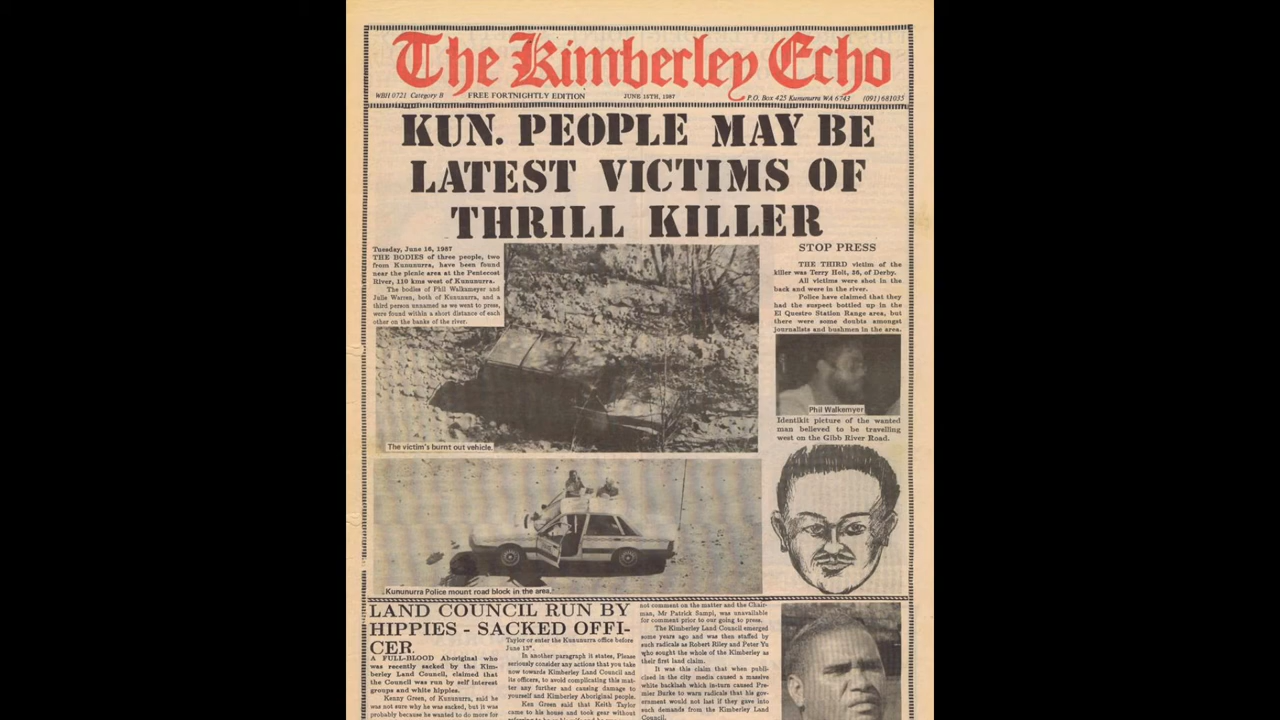 The Kimberley Echo
WBH 0721 Category B FREE FORTNIGHTLY EDITION JUNE 15TH, 1987 P.O. Box 425 Kununurra WA 6743 (091) 681035
KUN. PEOPLE MAY BE
LATEST VICTIMS OF
THRILL KILLER
Tuesday, June 16, 1987
THE BODIES of three people, two
from Kununurra, have been found
near the picnic area at the Pentecost
River, 110 kms west of Kununurra.
The bodies of Phil Walkemeyer and
Julie Warren, both of Kununurra, and a
third person unnamed as we went to press,
were found within a short distance of each
other on the banks of the river.
The victim's burnt out vehicle.
Kununurra Police mount road block in the area.
STOP PRESS
THE THIRD victim of the
killer was Terry Holt, 36, of Derby.
All victims were shot in the
back and were in the river.
Police have claimed that they
had the suspect bottled up in the
El Questro Station Range area, but
there were some doubts amongst
journalists and bushmen in the area.
Phil Walkemyer
Identikit picture of the wanted
man believed to be travelling
west on the Gibb River Road.
LAND COUNCIL RUN BY
HIPPIES - SACKED OFFI-
CER.
A FULL-BLOOD Aboriginal who
was recently sacked by the Kim-
berley Land Council, claimed that
the Council was run by self interest
groups and white hippies.
Kenny Green, of Kununurra, said he
was not sure why he was sacked, but it was
probably because he wanted to do more for
Taylor or enter the Kununurra office before
June 13".
In another paragraph it states, Please
seriously consider any actions that you take
now towards Kimberley Land Council and
its officers, to avoid complicating this mat-
ter any further and causing damage to
yourself and Kimberley Aboriginal people.
Ken Green said that Keith Taylor
came to his house and took gear without
not comment on the matter and the Chair-
man, Mr Patrick Sumpi, was unavailable
for comment prior to our going to press.
The Kimberley Land Council emerged
some years ago and was then staffed by
such radicals as Robert Riley and Peter Yu
who sought the whole of the Kimberley as
their first land claim.
It was this claim that when publi-
cised in the city media caused a massive
white backlash which in-turn caused Pre-
mier Burke to warn radicals that his gov-
ernment would not last if they gave into
such demands from the Kimberley Land
Council.